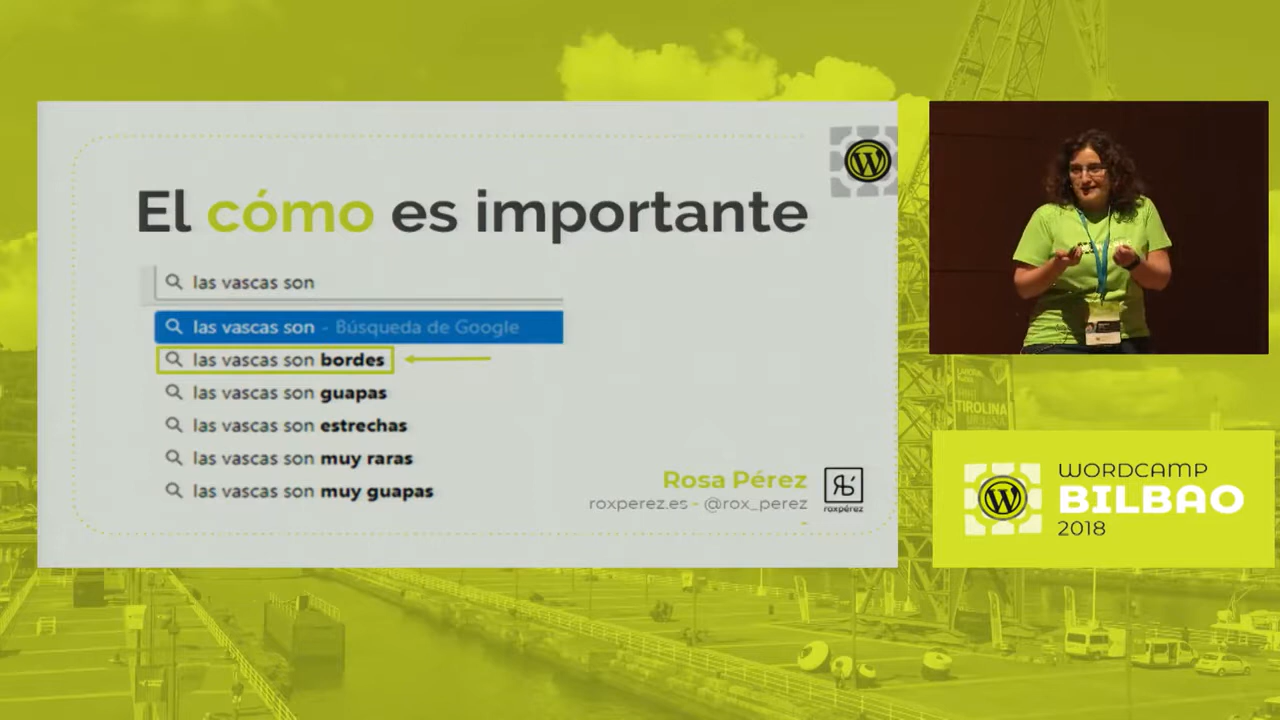 El cómo es importante
las vascas son
las vascas son - Búsqueda de Google
las vascas son bordes
las vascas son guapas
las vascas son estrechas
las vascas son muy raras
las vascas son muy guapas
Rosa Pérez
roxperez.es - @rox_perez
roxpérez
WORDCAMP
BILBAO
2018
TIROLINA